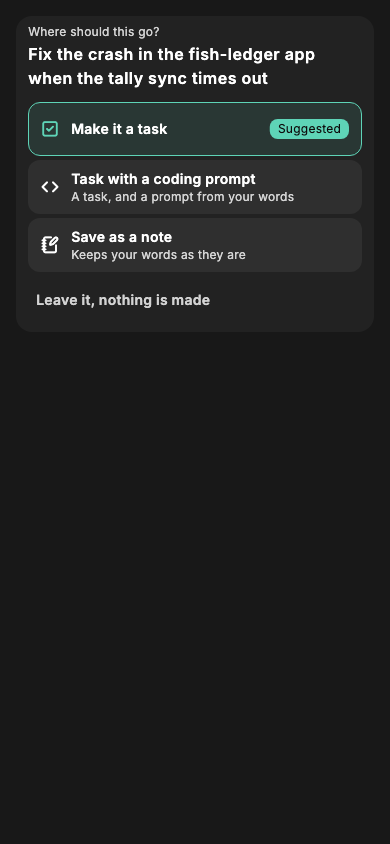 Where should this go?
Fix the crash in the fish-ledger app
when the tally sync times out
Make it a task
Suggested
Task with a coding prompt
A task, and a prompt from your words
Save as a note
Keeps your words as they are
Leave it, nothing is made